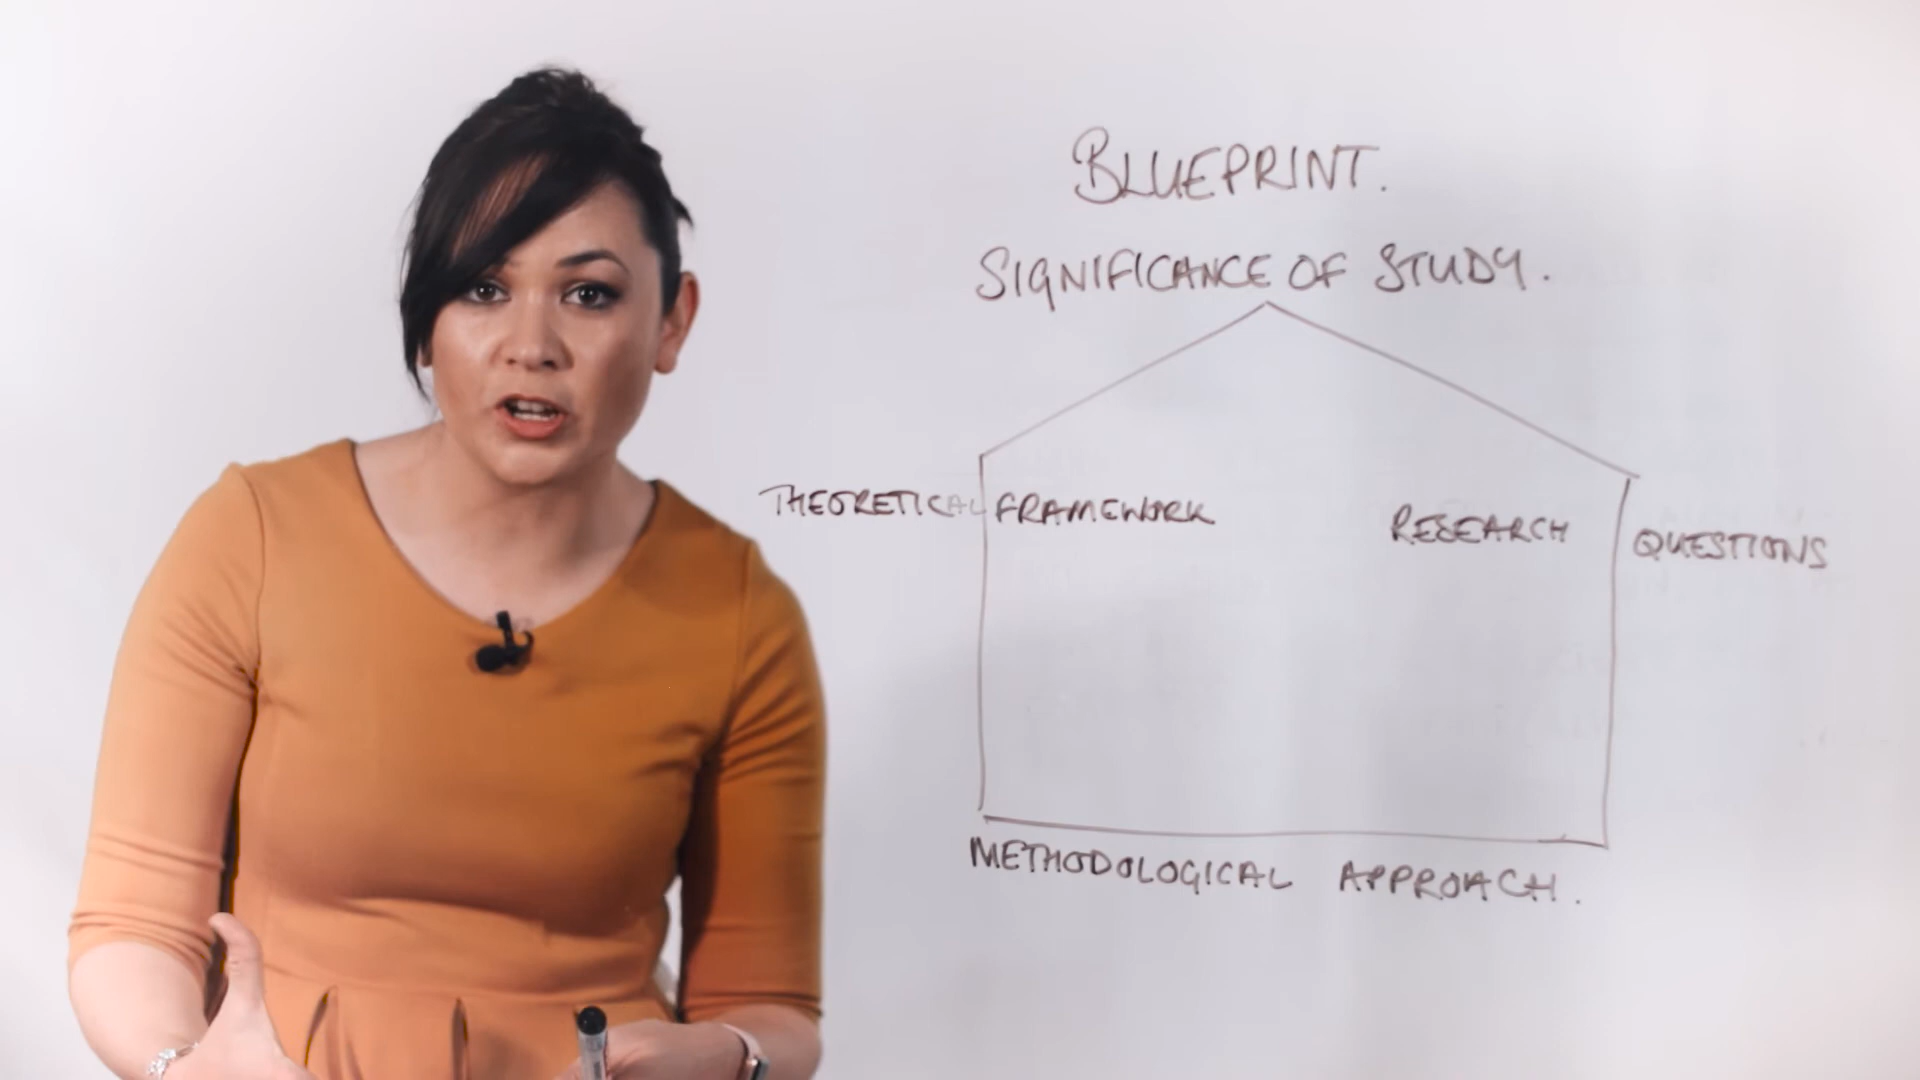 BLUEPRINT.
SIGNIFICANCE OF STUDY.
THEORETICAL FRAMEWORK
RESEARCH QUESTIONS
METHODOLOGICAL APPROACH.